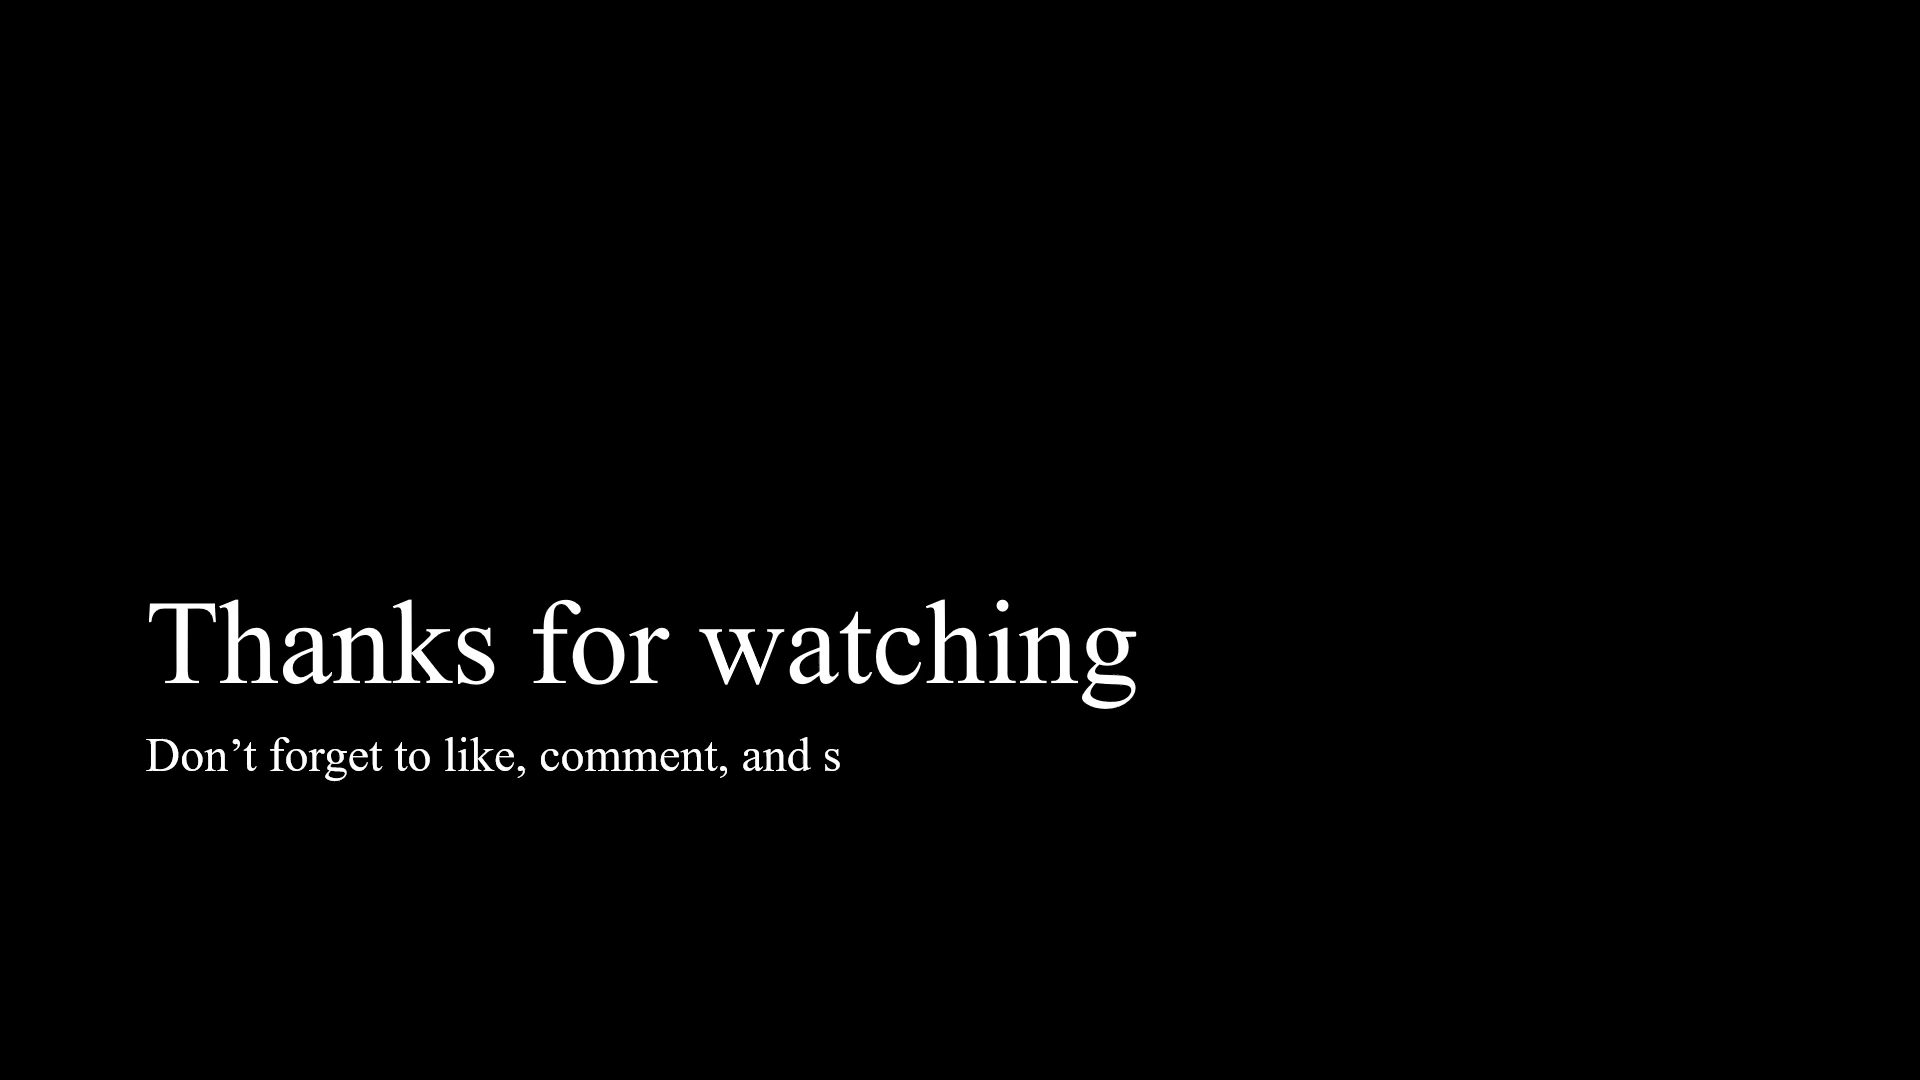 Thanks for watching
Don’t forget to like, comment, and s